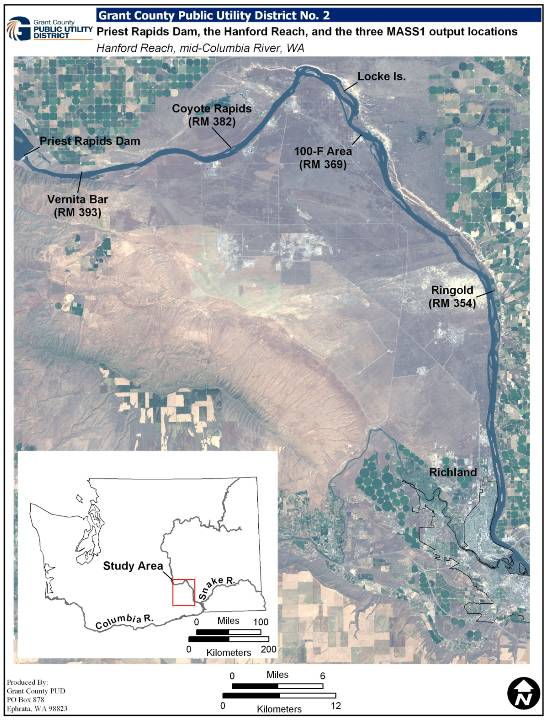 Grant County
PUBLIC UTILITY
DISTRICT
Grant County Public Utility District No. 2
Priest Rapids Dam, the Hanford Reach, and the three MASS1 output locations
Hanford Reach, mid-Columbia River, WA
Locke Is.
Coyote Rapids
(RM 382)
Priest Rapids Dam
100-F Area
(RM 369)
Vernita Bar
(RM 393)
Ringold
(RM 354)
Richland
Study Area
Snake R.
Columbia R.
0 Miles 100
0 Kilometers 200
Produced By:
Grant County PUD
PO Box 878
Ephrata, WA 98823
0 Miles 6
0 Kilometers 12
N